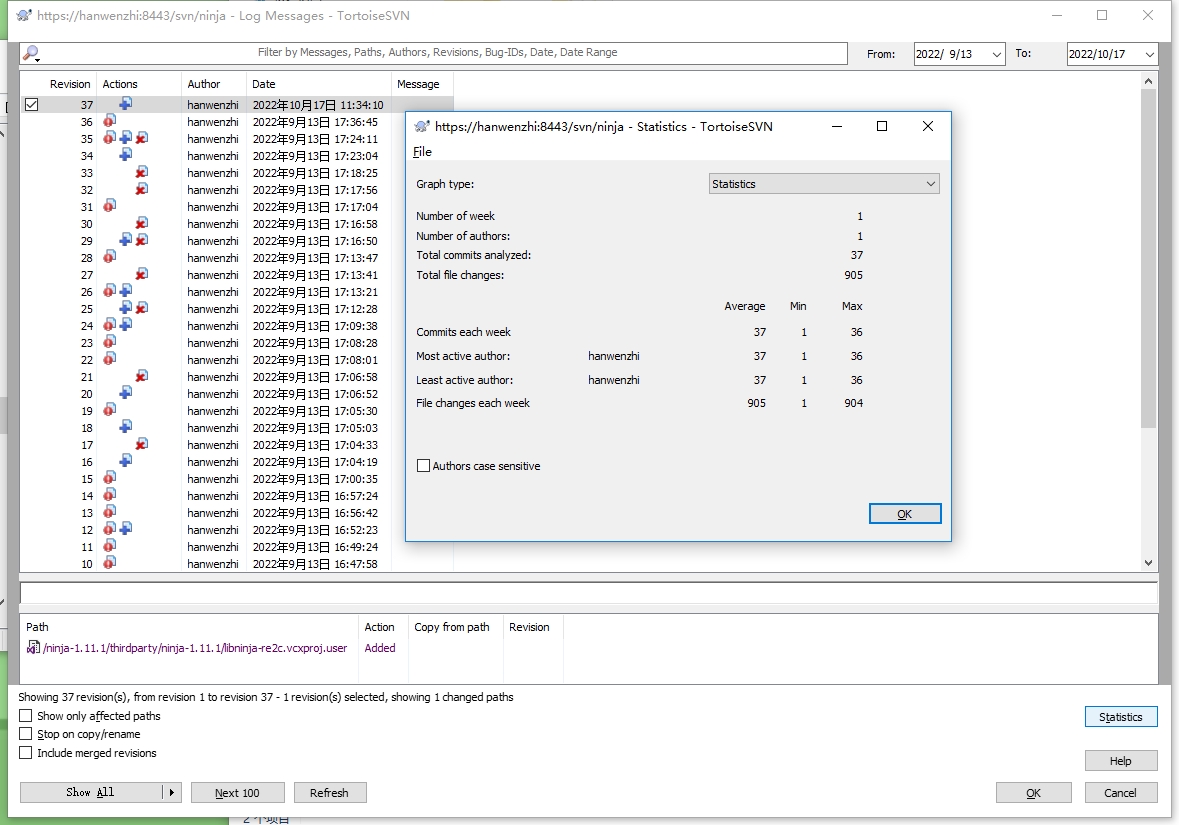 https://hanwenzhi:8443/svn/ninja - Log Messages - TortoiseSVN
Filter by Messages, Paths, Authors, Revisions, Bug-IDs, Date, Date Range From: 2022/ 9/13 To: 2022/10/17
Revision Actions Author Date Message
37 hanwenzhi 2022年10月17日 11:34:10
36 hanwenzhi 2022年9月13日 17:36:45
35 hanwenzhi 2022年9月13日 17:24:11
34 hanwenzhi 2022年9月13日 17:23:04
33 hanwenzhi 2022年9月13日 17:18:25
32 hanwenzhi 2022年9月13日 17:17:56
31 hanwenzhi 2022年9月13日 17:17:04
30 hanwenzhi 2022年9月13日 17:16:58
29 hanwenzhi 2022年9月13日 17:16:50
28 hanwenzhi 2022年9月13日 17:13:47
27 hanwenzhi 2022年9月13日 17:13:41
26 hanwenzhi 2022年9月13日 17:13:21
25 hanwenzhi 2022年9月13日 17:12:28
24 hanwenzhi 2022年9月13日 17:09:38
23 hanwenzhi 2022年9月13日 17:08:28
22 hanwenzhi 2022年9月13日 17:08:01
21 hanwenzhi 2022年9月13日 17:06:58
20 hanwenzhi 2022年9月13日 17:06:52
19 hanwenzhi 2022年9月13日 17:05:30
18 hanwenzhi 2022年9月13日 17:05:03
17 hanwenzhi 2022年9月13日 17:04:33
16 hanwenzhi 2022年9月13日 17:04:19
15 hanwenzhi 2022年9月13日 17:00:35
14 hanwenzhi 2022年9月13日 16:57:24
13 hanwenzhi 2022年9月13日 16:56:42
12 hanwenzhi 2022年9月13日 16:52:23
11 hanwenzhi 2022年9月13日 16:49:24
10 hanwenzhi 2022年9月13日 16:47:58
https://hanwenzhi:8443/svn/ninja - Statistics - TortoiseSVN
File
Graph type: Statistics
Number of week 1
Number of authors: 1
Total commits analyzed: 37
Total file changes: 905
Average Min Max
Commits each week 37 1 36
Most active author: hanwenzhi 37 1 36
Least active author: hanwenzhi 37 1 36
File changes each week 905 1 904
Authors case sensitive
OK
Path Action Copy from path Revision
/ninja-1.11.1/thirdparty/ninja-1.11.1/libninja-re2c.vcxproj.user Added
Showing 37 revision(s), from revision 1 to revision 37 - 1 revision(s) selected, showing 1 changed paths
Show only affected paths
Statistics
Stop on copy/rename
Include merged revisions
Help
Show All Next 100 Refresh OK Cancel
2 个项目